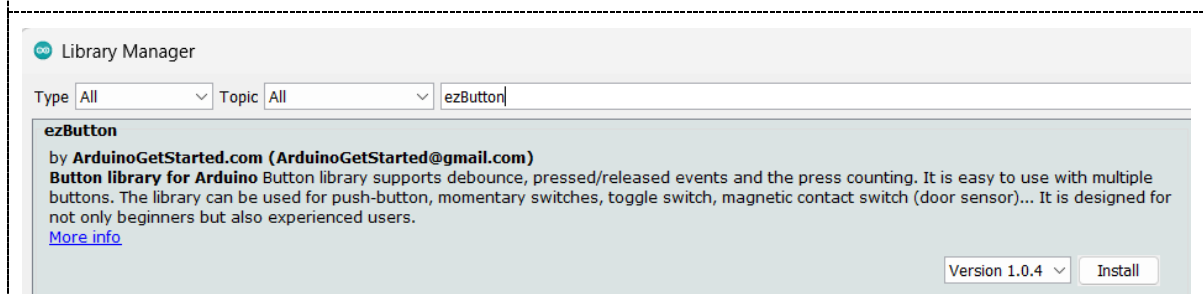 Library Manager
Type All Topic All ezButton
ezButton
by ArduinoGetStarted.com (ArduinoGetStarted@gmail.com)
Button library for Arduino Button library supports debounce, pressed/released events and the press counting. It is easy to use with multiple
buttons. The library can be used for push-button, momentary switches, toggle switch, magnetic contact switch (door sensor)... It is designed for
not only beginners but also experienced users.
More info
Version 1.0.4 Install